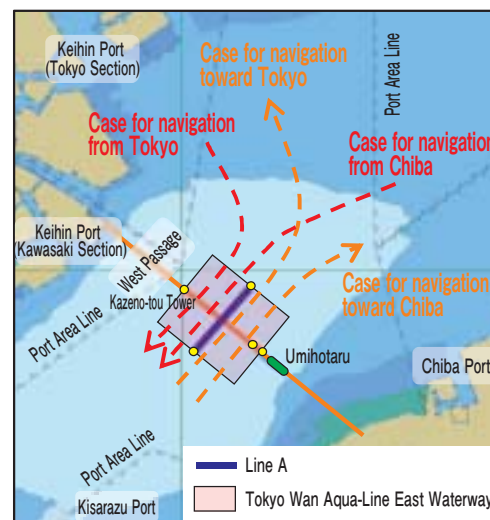 Keihin Port
(Tokyo Section)
Case for navigation
toward Tokyo
Port Area Line
Case for navigation
from Tokyo
Case for navigation
from Chiba
Keihin Port
(Kawasaki Section)
West Passage
Kazeno-tou Tower
Case for navigation
toward Chiba
Port Area Line
Umihotaru
Chiba Port
Port Area Line
Kisarazu Port
Line A
Tokyo Wan Aqua-Line East Waterway